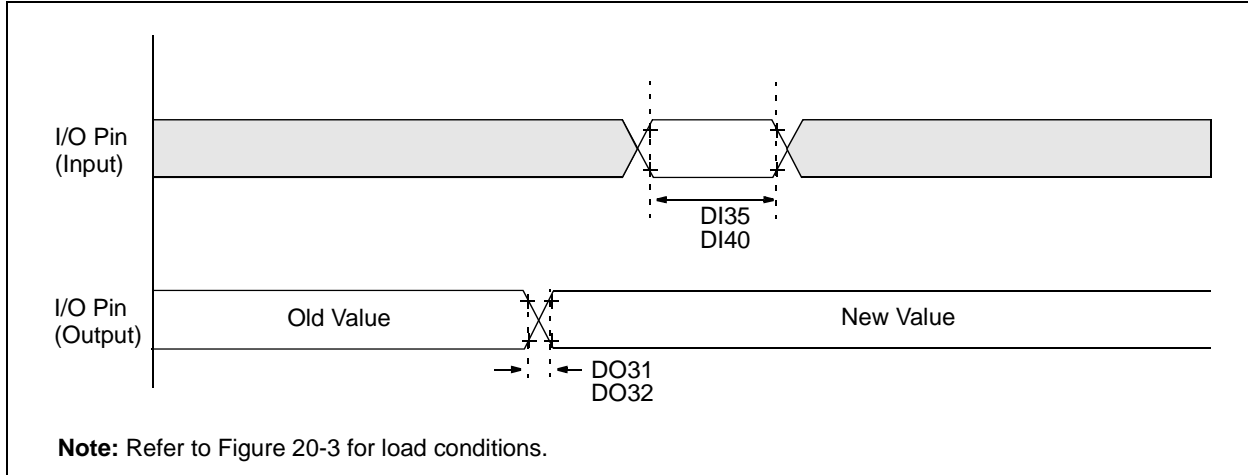 I/O Pin
(Input)
DI35
DI40
I/O Pin
(Output)
Old Value
New Value
DO31
DO32
Note: Refer to Figure 20-3 for load conditions.